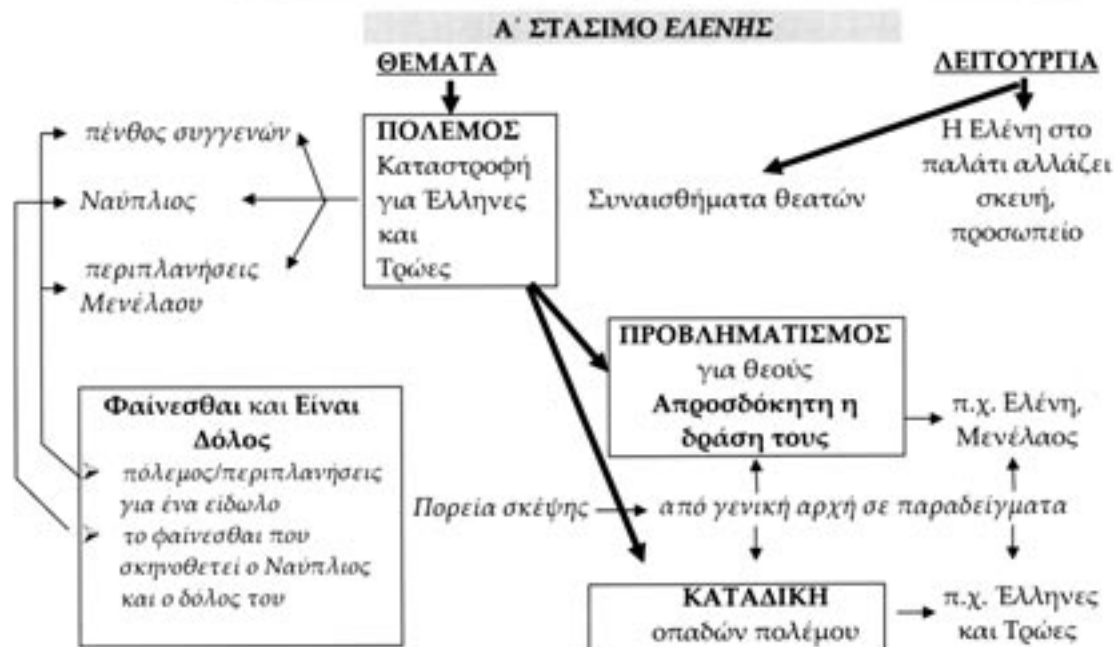 Α΄ ΣΤΑΣΙΜΟ ΕΛΕΝΗΣ
ΘΕΜΑΤΑ
ΛΕΙΤΟΥΡΓΙΑ
πένθος συγγενών
Ναύπλιος
περιπλανήσεις
Μενέλαου
ΠΟΛΕΜΟΣ
Καταστροφή
για Έλληνες
και
Τρώες
Συναισθήματα θεατών
Η Ελένη στο
παλάτι αλλάζει
σκευή,
προσωπείο
ΠΡΟΒΛΗΜΑΤΙΣΜΟΣ
για θεούς
Απροσδόκητη η
δράση τους
π.χ. Ελένη,
Μενέλαος
Φαίνεσθαι και Είναι
Δόλος
πόλεμος/περιπλανήσεις
για ένα είδωλο
το φαίνεσθαι που
σκηνοθετεί ο Ναύπλιος
και ο δόλος του
Πορεία σκέψης
από γενική αρχή σε παραδείγματα
ΚΑΤΑΔΙΚΗ
οπαδών πολέμου
π.χ. Έλληνες
και Τρώες